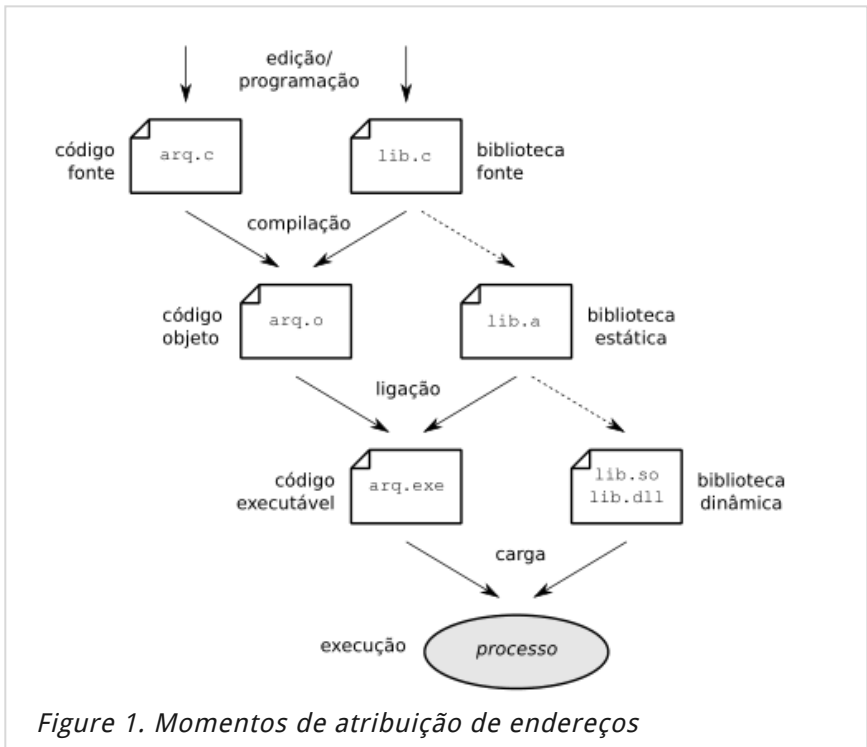 edição/
programação
código
fonte
arq.c
lib.c
biblioteca
fonte
compilação
código
objeto
arq.o
lib.a
biblioteca
estática
ligação
código
executável
arq.exe
lib.so
lib.dll
biblioteca
dinâmica
carga
execução
processo
Figure 1. Momentos de atribuição de endereços